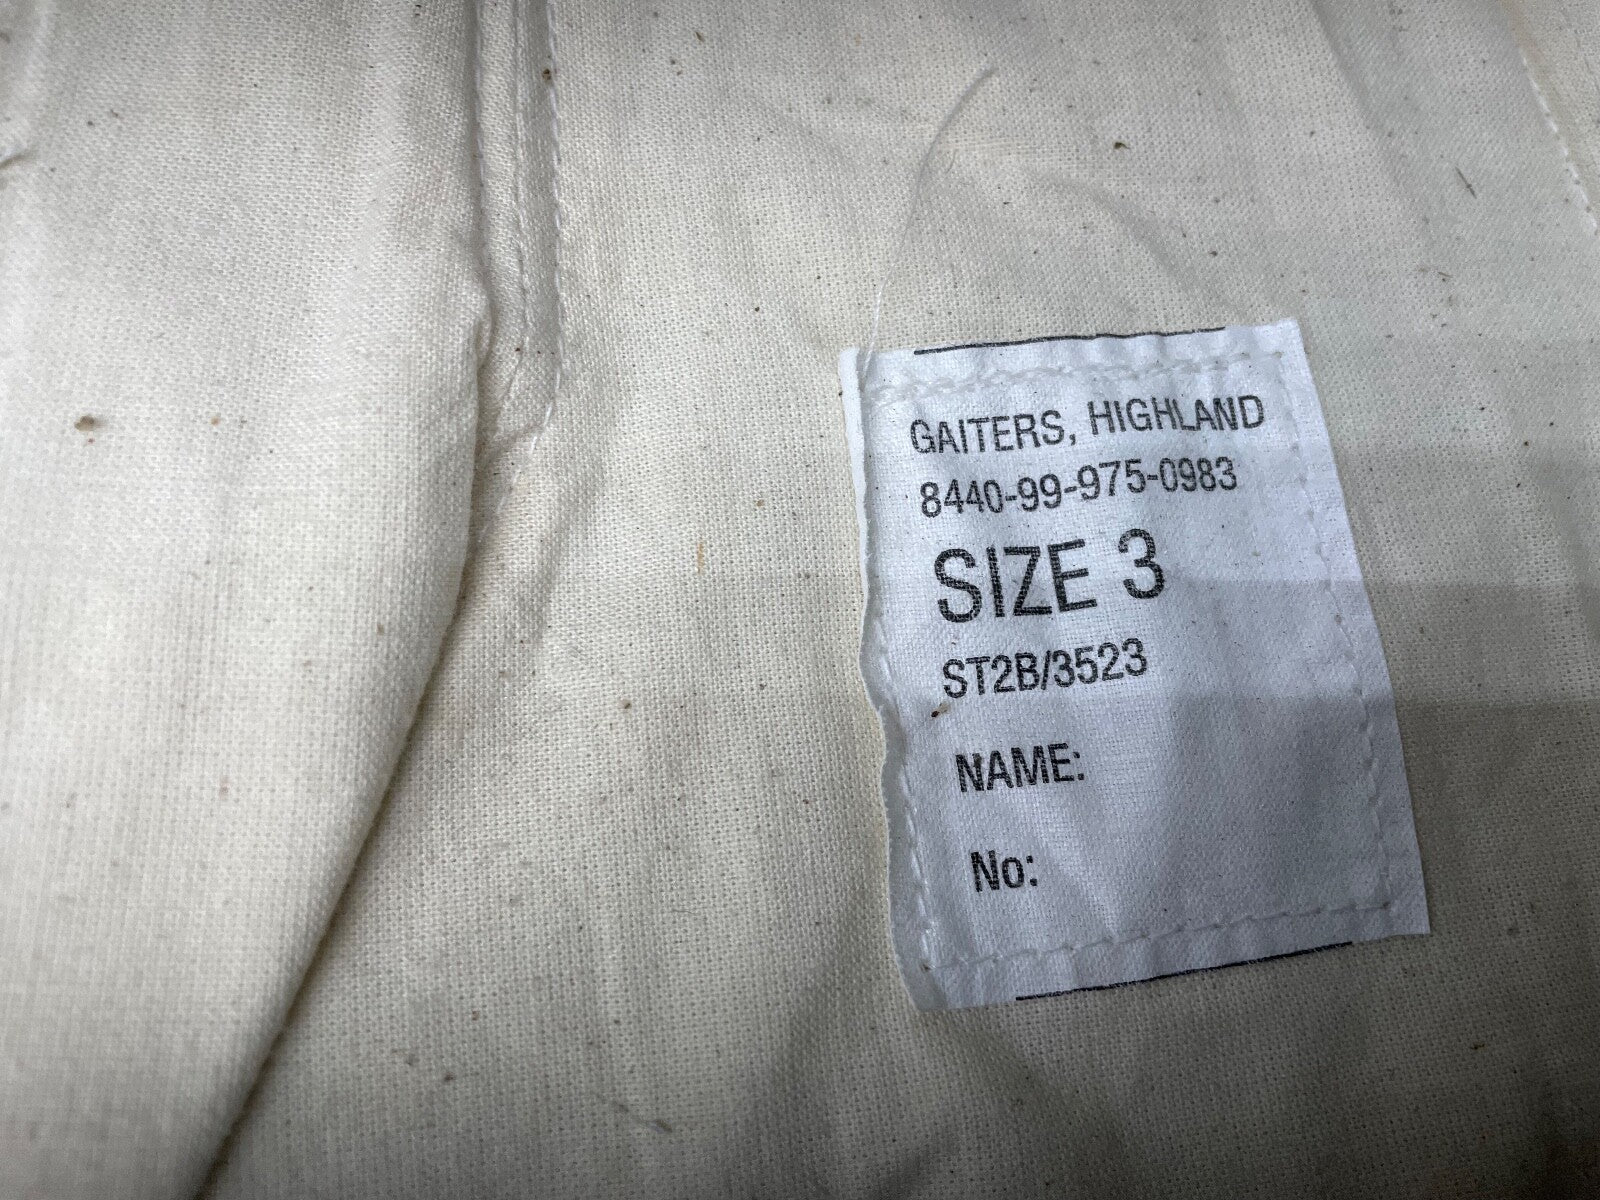 GAITERS, HIGHLAND
8440-99-975-0983
SIZE 3
ST2B/3523
NAME:
No: